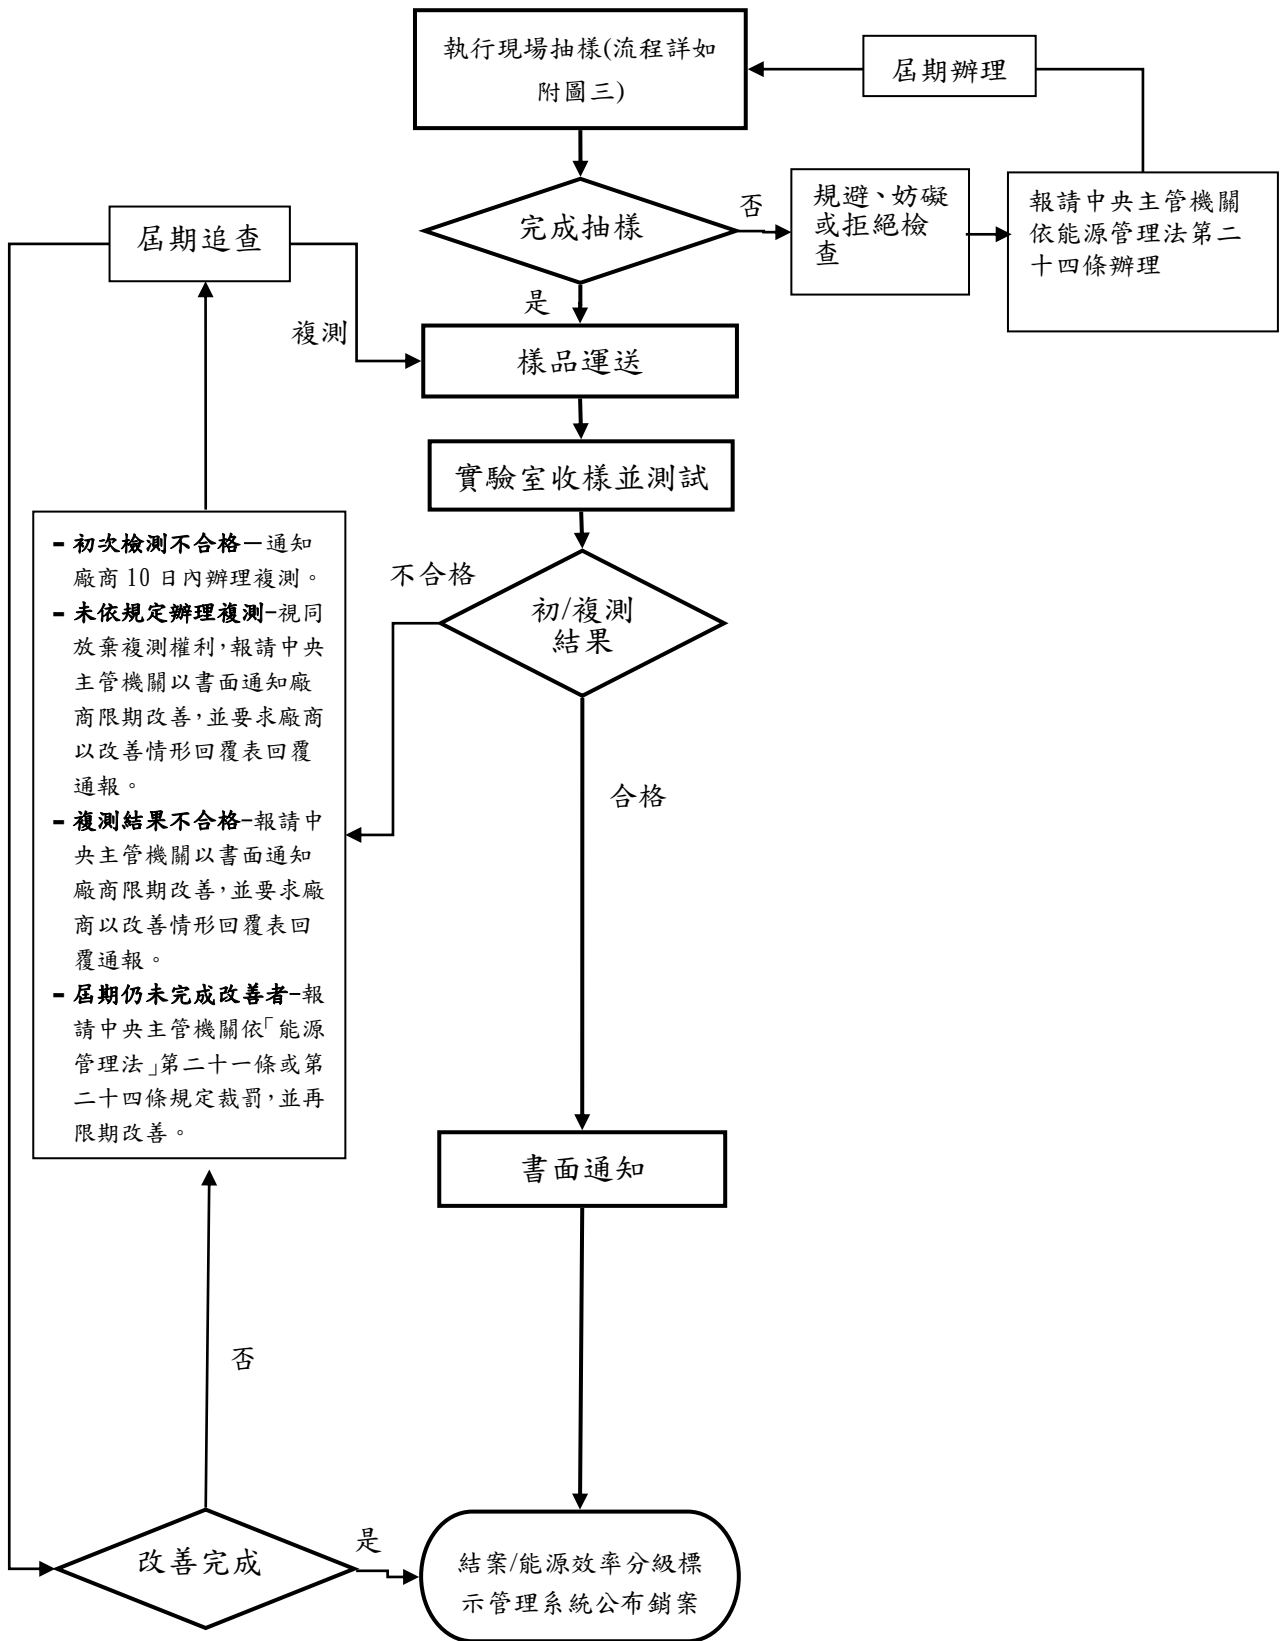 執行現場抽樣(流程詳如
附圖三)
屆期辦理
完成抽樣
否
規避、妨礙
或拒絕檢
查
報請中央主管機關
依能源管理法第二
十四條辦理
屆期追查
是
複測
樣品運送
實驗室收樣並測試
- 初次檢測不合格－通知
廠商 10 日內辦理複測。
- 未依規定辦理複測-視同
放棄複測權利，報請中央
主管機關以書面通知廠
商限期改善，並要求廠商
以改善情形回覆表回覆
通報。
- 複測結果不合格-報請中
央主管機關以書面通知
廠商限期改善，並要求廠
商以改善情形回覆表回
覆通報。
- 屆期仍未完成改善者-報
請中央主管機關依「能源
管理法」第二十一條或第
二十四條規定裁罰，並再
限期改善。
不合格
初/複測
結果
合格
書面通知
否
改善完成
是
結案/能源效率分級標
示管理系統公布銷案